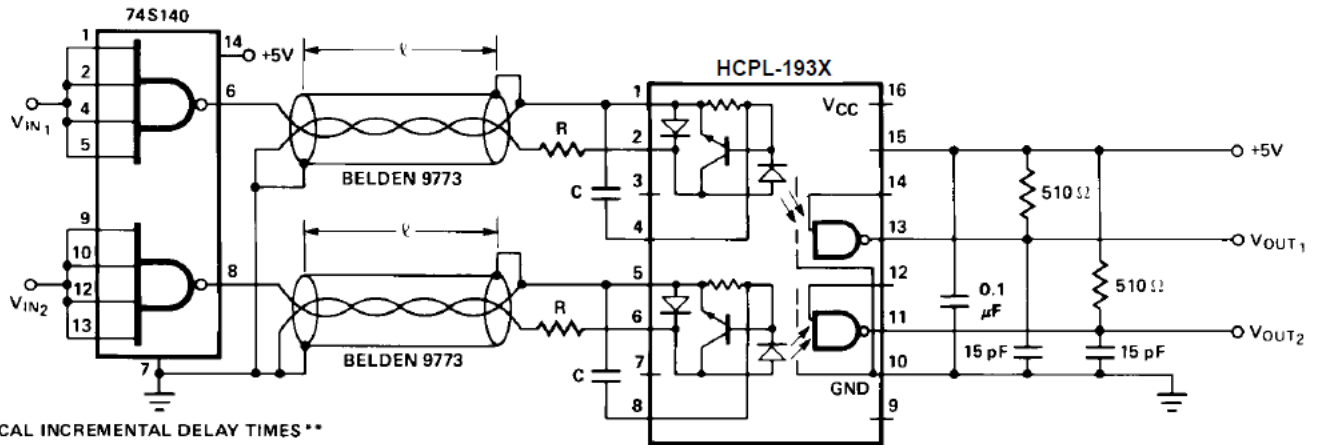 74S140
1
2
4
5
6
14
+5V
VIN1
ℓ
BELDEN 9773
R
C
9
10
12
13
8
7
VIN2
ℓ
BELDEN 9773
R
C
HCPL-193X
1
2
3
4
5
6
7
8
VCC
16
15
14
13
12
11
10
9
GND
+5V
510 Ω
VOUT1
510 Ω
0.1
μF
VOUT2
15 pF
15 pF
CAL INCREMENTAL DELAY TIMES**